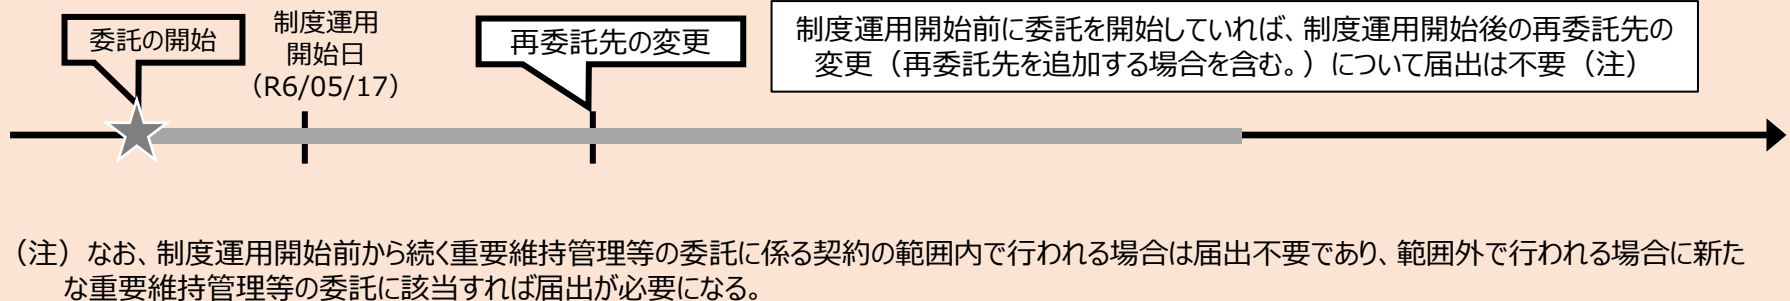 委託の開始
制度運用
開始日
（R6/05/17）
再委託先の変更
制度運用開始前に委託を開始していれば、制度運用開始後の再委託先の
変更（再委託先を追加する場合を含む。）について届出は不要（注）
（注）なお、制度運用開始前から続く重要維持管理等の委託に係る契約の範囲内で行われる場合は届出不要であり、範囲外で行われる場合に新た
な重要維持管理等の委託に該当すれば届出が必要になる。